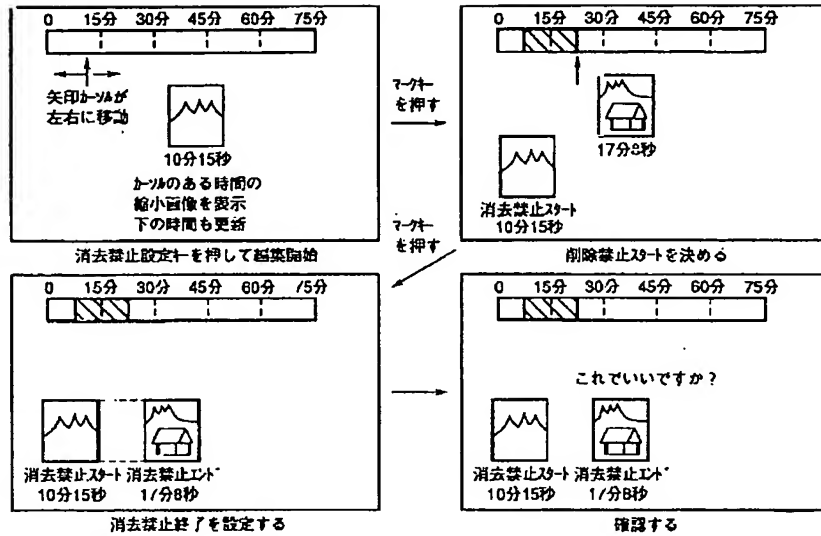 0 15分 30分 45分 60分 75分
矢印カーソルが
左右に移動
10分15秒
カーソルのある時間の
縮小画像を表示
下の時間も更新
消去禁止設定キーを押して編集開始
マークキー
を押す
0 15分 30分 45分 60分 75分
17分8秒
消去禁止スタート
10分15秒
削除禁止スタートを決める
マークキー
を押す
0 15分 30分 45分 60分 75分
消去禁止スタート 消去禁止エンド
10分15秒 17分8秒
消去禁止終了を設定する
0 15分 30分 45分 60分 75分
これでいいですか？
消去禁止スタート 消去禁止エンド
10分15秒 17分8秒
確認する